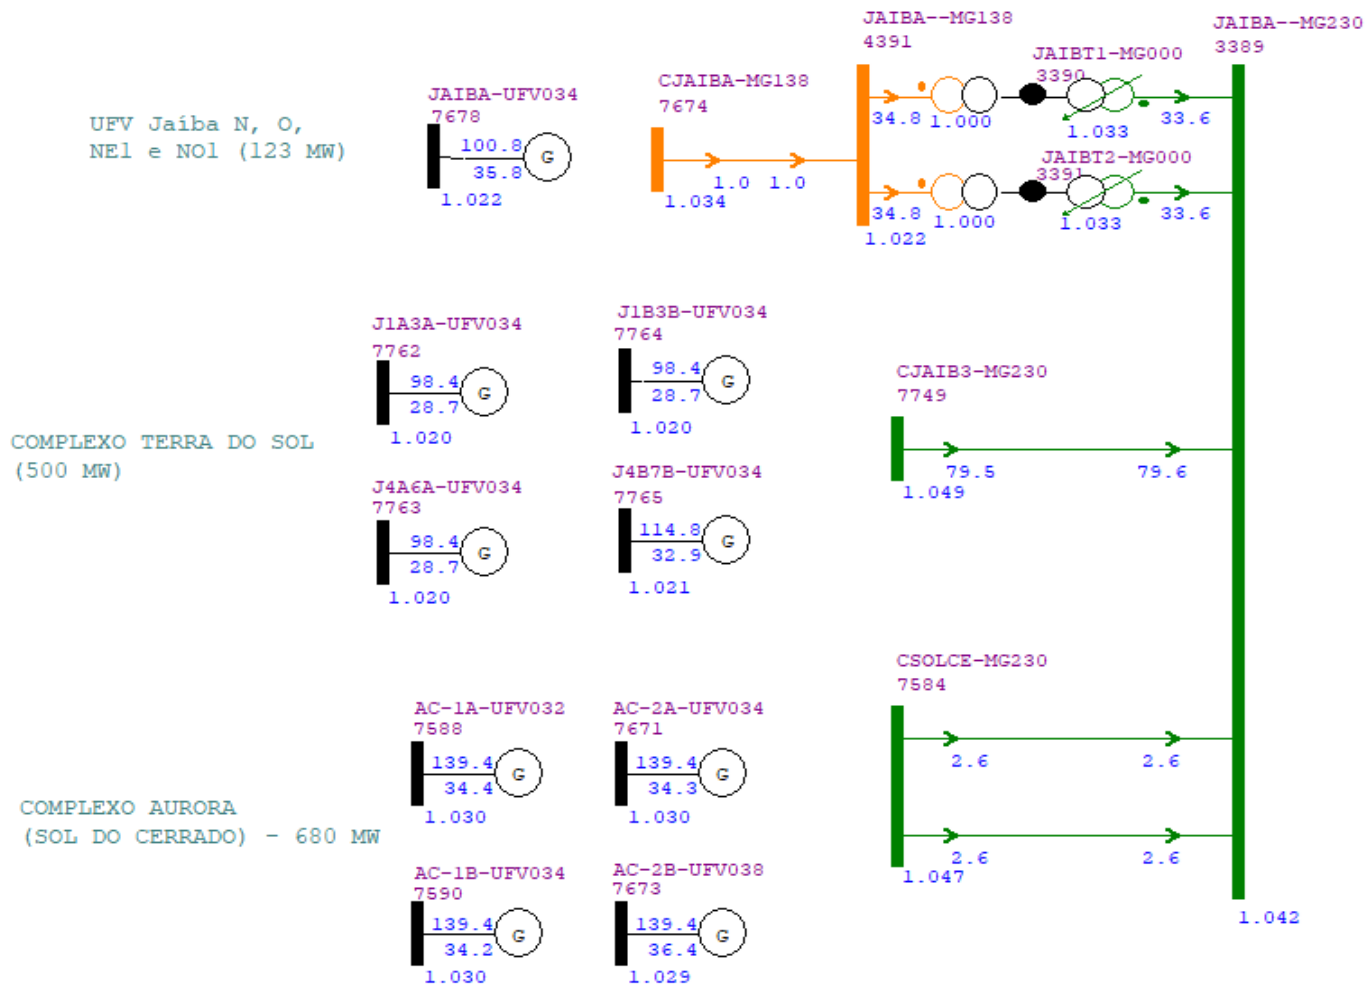 JAIBA--MG138
4391
JAIBA--MG230
3389
JAIBT1-MG000
3390
CJAIBA-MG138
7674
JAIBA-UFV034
7678
UFV Jaíba N, O,
NE1 e NO1 (123 MW)
100.8
35.8
G
1.022
1.0 1.0
1.034
34.8
1.000
1.033
33.6
JAIBT2-MG000
3391
34.8
1.000
1.033
33.6
1.022
J1A3A-UFV034
7762
98.4
28.7
G
1.020
J1B3B-UFV034
7764
98.4
28.7
G
1.020
CJAIB3-MG230
7749
79.5
79.6
1.049
COMPLEXO TERRA DO SOL
(500 MW)
J4A6A-UFV034
7763
98.4
28.7
G
1.020
J4B7B-UFV034
7765
114.8
32.9
G
1.021
CSOLCE-MG230
7584
2.6
2.6
2.6
2.6
1.047
1.042
AC-1A-UFV032
7588
139.4
34.4
G
1.030
AC-2A-UFV034
7671
139.4
34.3
G
1.030
COMPLEXO AURORA
(SOL DO CERRADO) - 680 MW
AC-1B-UFV034
7590
139.4
34.2
G
1.030
AC-2B-UFV038
7673
139.4
36.4
G
1.029